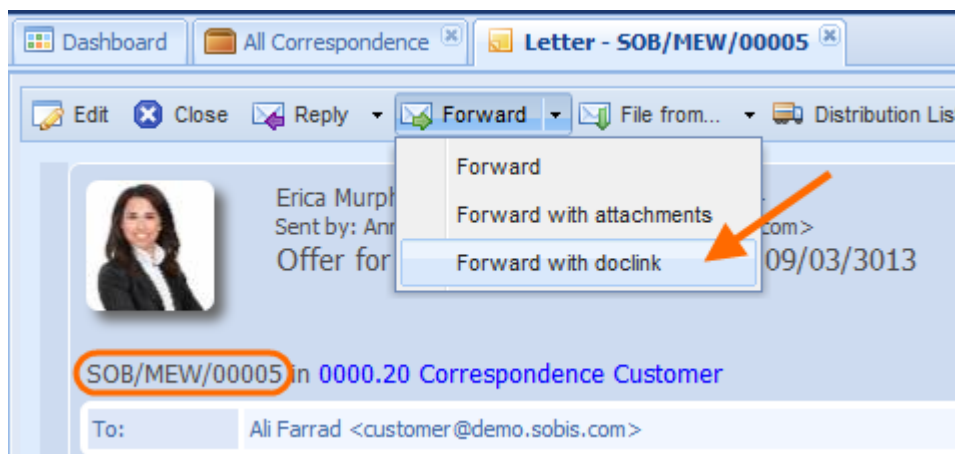 Dashboard All Correspondence Letter - SOB/MEW/00005
Edit Close Reply Forward File from... Distribution Lis
Forward
Erica Murph
Forward with attachments
Sent by: Ann com>
Offer for 09/03/3013
Forward with doclink
SOB/MEW/00005 in 0000.20 Correspondence Customer
To: Ali Farrad <customer@demo.sobis.com>